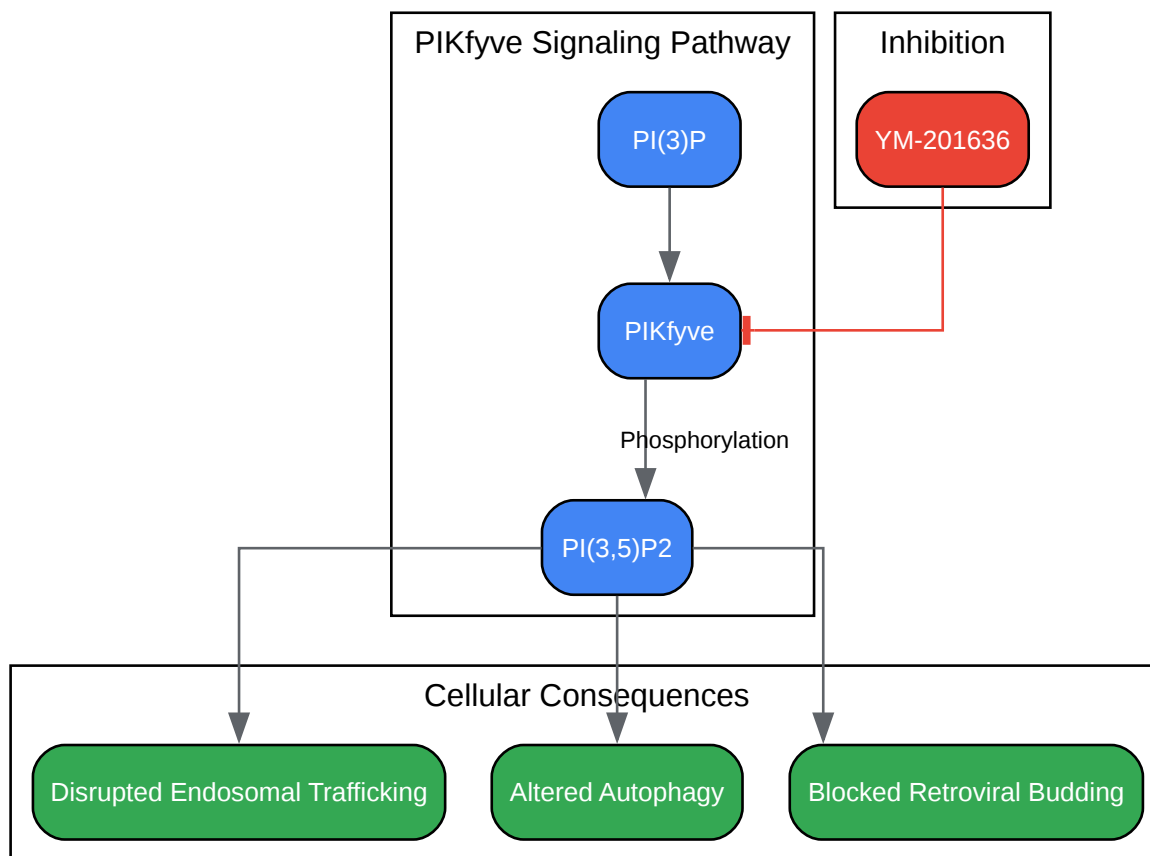 PIKfyve Signaling Pathway
Inhibition
PI(3)P
YM-201636
PIKfyve
Phosphorylation
PI(3,5)P2
Cellular Consequences
Disrupted Endosomal Trafficking
Altered Autophagy
Blocked Retroviral Budding